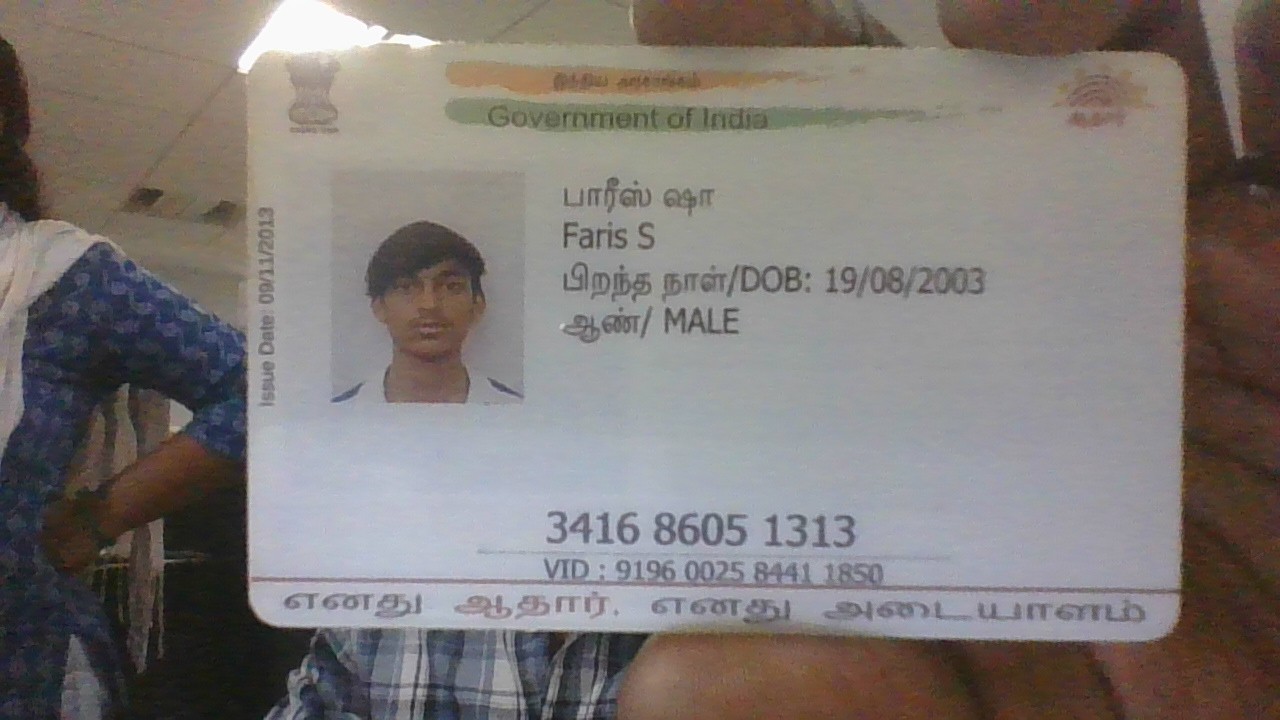 இந்திய அரசாங்கம்
Government of India
Issue Date: 09/11/2013
பாரீஸ் ஷா
Faris S
பிறந்த நாள்/DOB: 19/08/2003
ஆண்/ MALE
3416 8605 1313
VID : 9196 0025 8441 1850
எனது ஆதார், எனது அடையாளம்